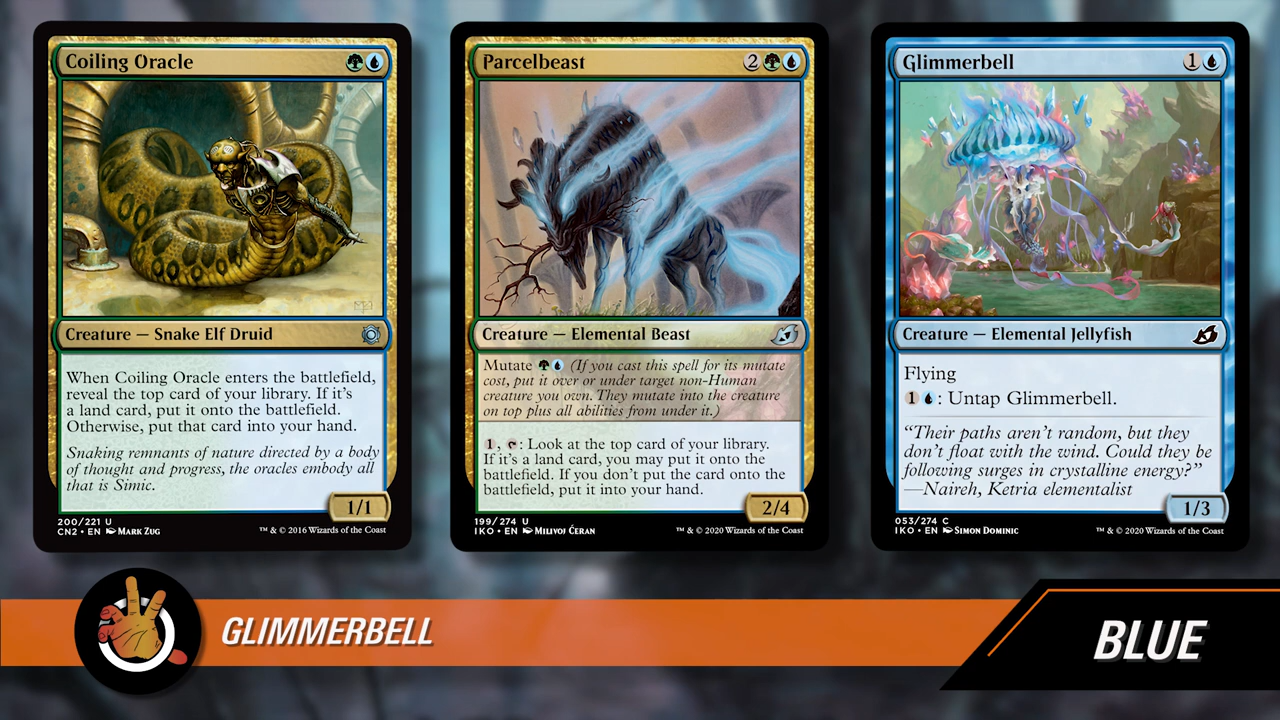 Coiling Oracle
Creature — Snake Elf Druid
When Coiling Oracle enters the battlefield,
reveal the top card of your library. If it's
a land card, put it onto the battlefield.
Otherwise, put that card into your hand.
Snaking remnants of nature directed by a body
of thought and progress, the oracles embody all
that is Simic.
1/1
200/221 U
CN2 • EN Mark Zug
™ & © 2016 Wizards of the Coast
Parcelbeast
2
Creature — Elemental Beast
Mutate (If you cast this spell for its mutate
cost, put it over or under target non-Human
creature you own. They mutate into the creature
on top plus all abilities from under it.)
1, : Look at the top card of your library.
If it's a land card, you may put it onto the
battlefield. If you don't put the card onto the
battlefield, put it into your hand.
2/4
199/274 U
IKO • EN Milivoj Ćeran
™ & © 2020 Wizards of the Coast
Glimmerbell
1
Creature — Elemental Jellyfish
Flying
1 : Untap Glimmerbell.
“Their paths aren't random, but they
don't float with the wind. Could they be
following surges in crystalline energy?”
—Naireh, Ketria elementalist
1/3
053/274 C
IKO • EN Simon Dominic
™ & © 2020 Wizards of the Coast
GLIMMERBELL
BLUE